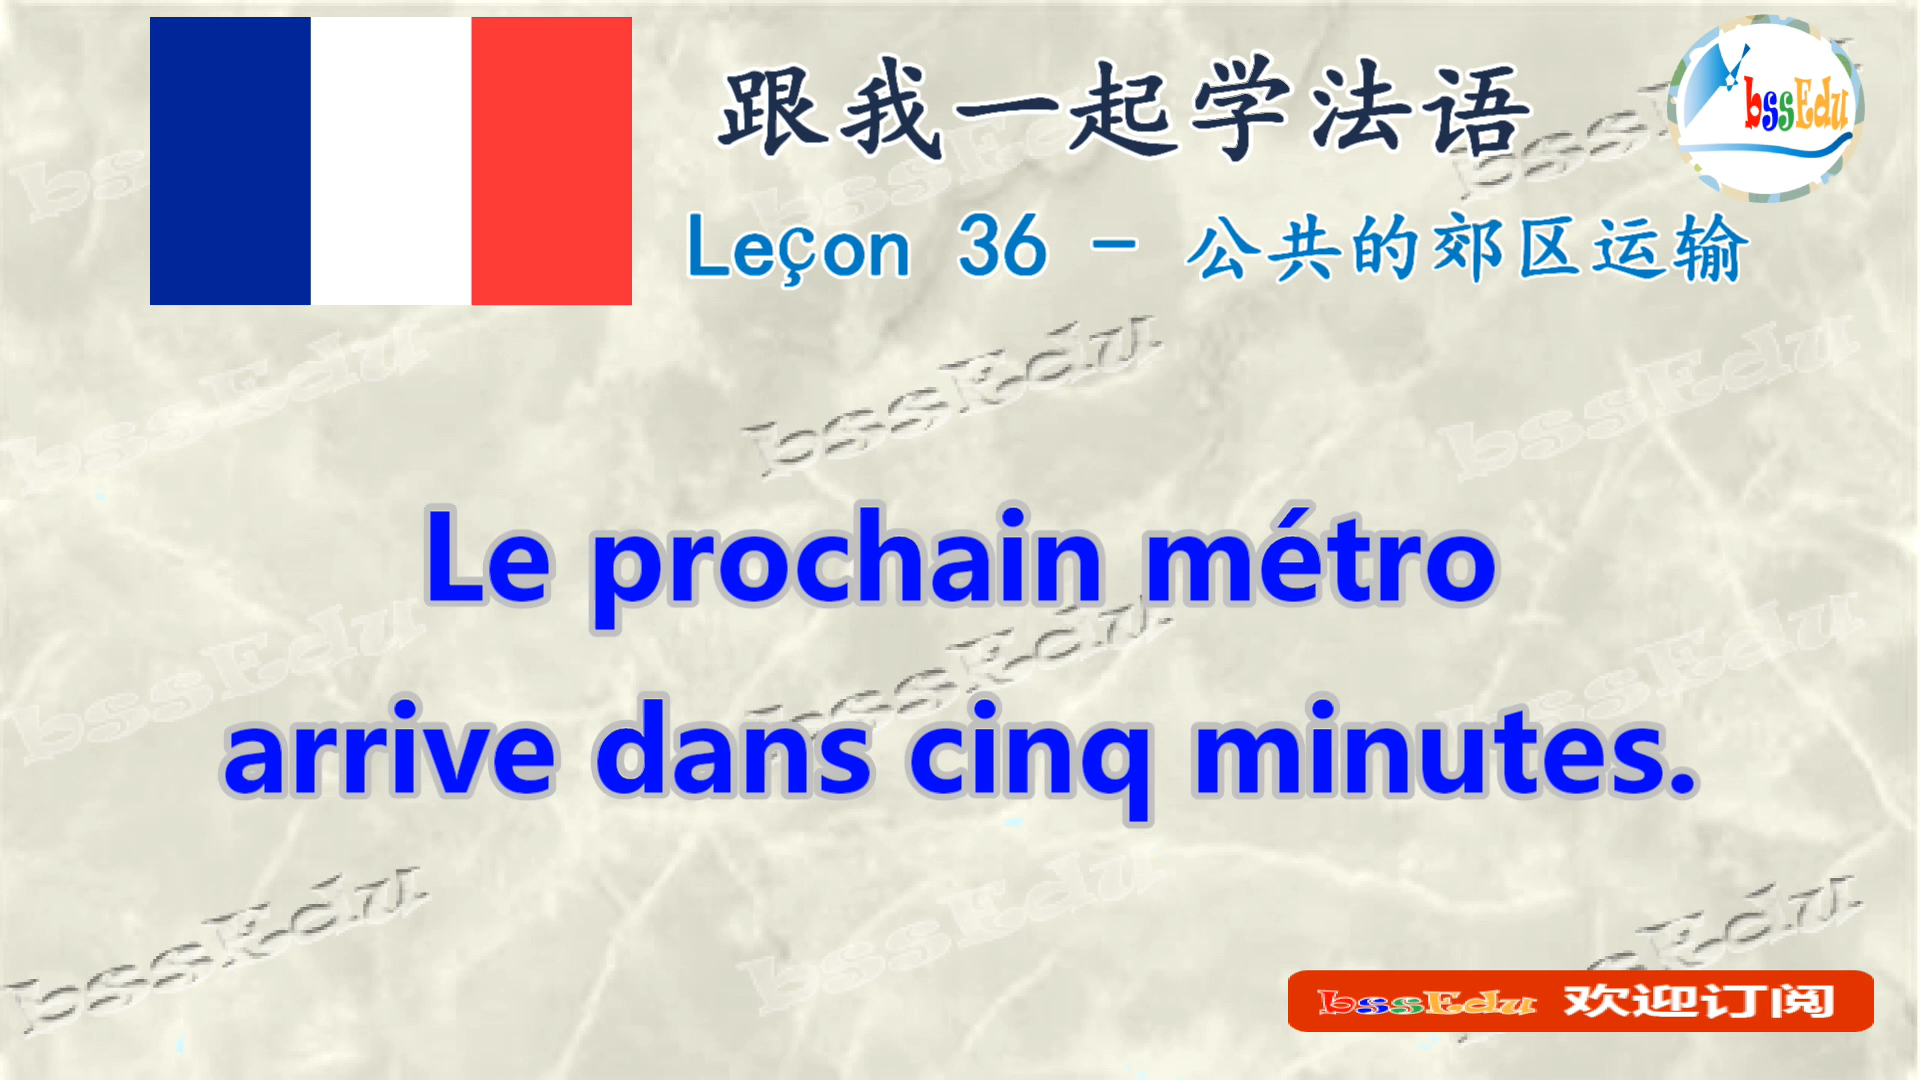 跟我一起学法语
bssEdu
Leçon 36 - 公共的郊区运输
Le prochain métro
arrive dans cinq minutes.
bssEdu 欢迎订阅